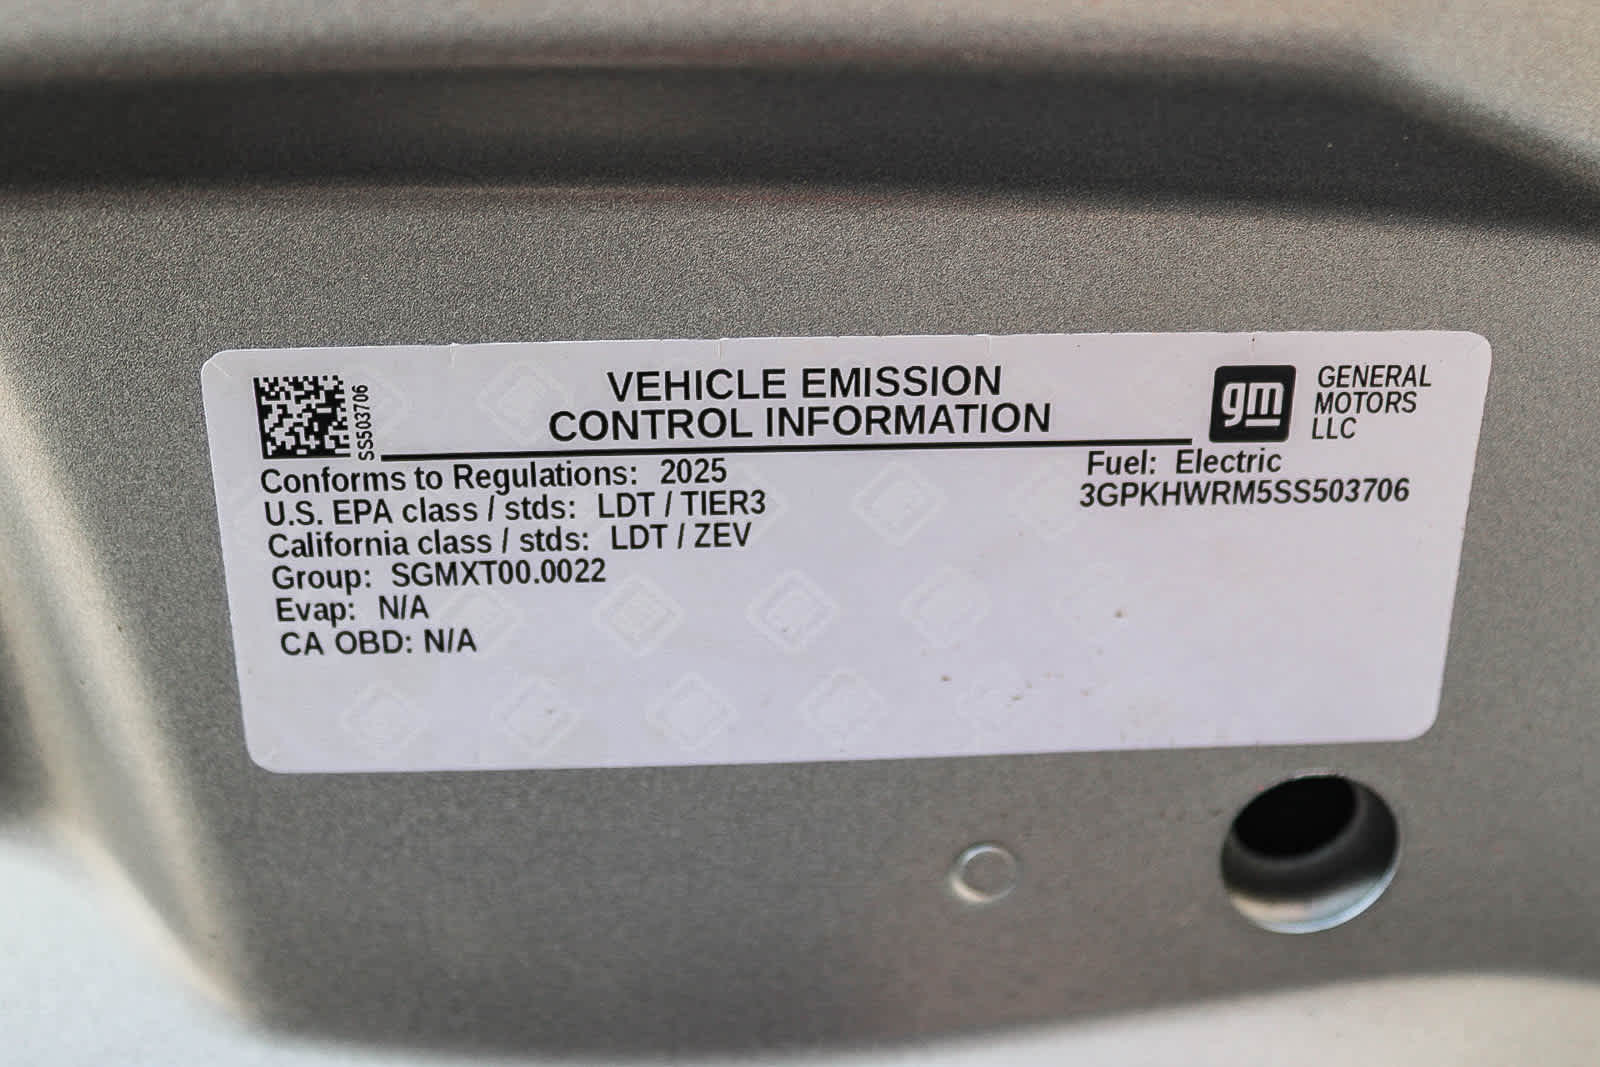 SS503706
VEHICLE EMISSION
CONTROL INFORMATION
gm
GENERAL
MOTORS
LLC
Conforms to Regulations: 2025
U.S. EPA class / stds: LDT / TIER3
California class / stds: LDT / ZEV
Group: SGMXT00.0022
Evap: N/A
CA OBD: N/A
Fuel: Electric
3GPKHWRM5SS503706